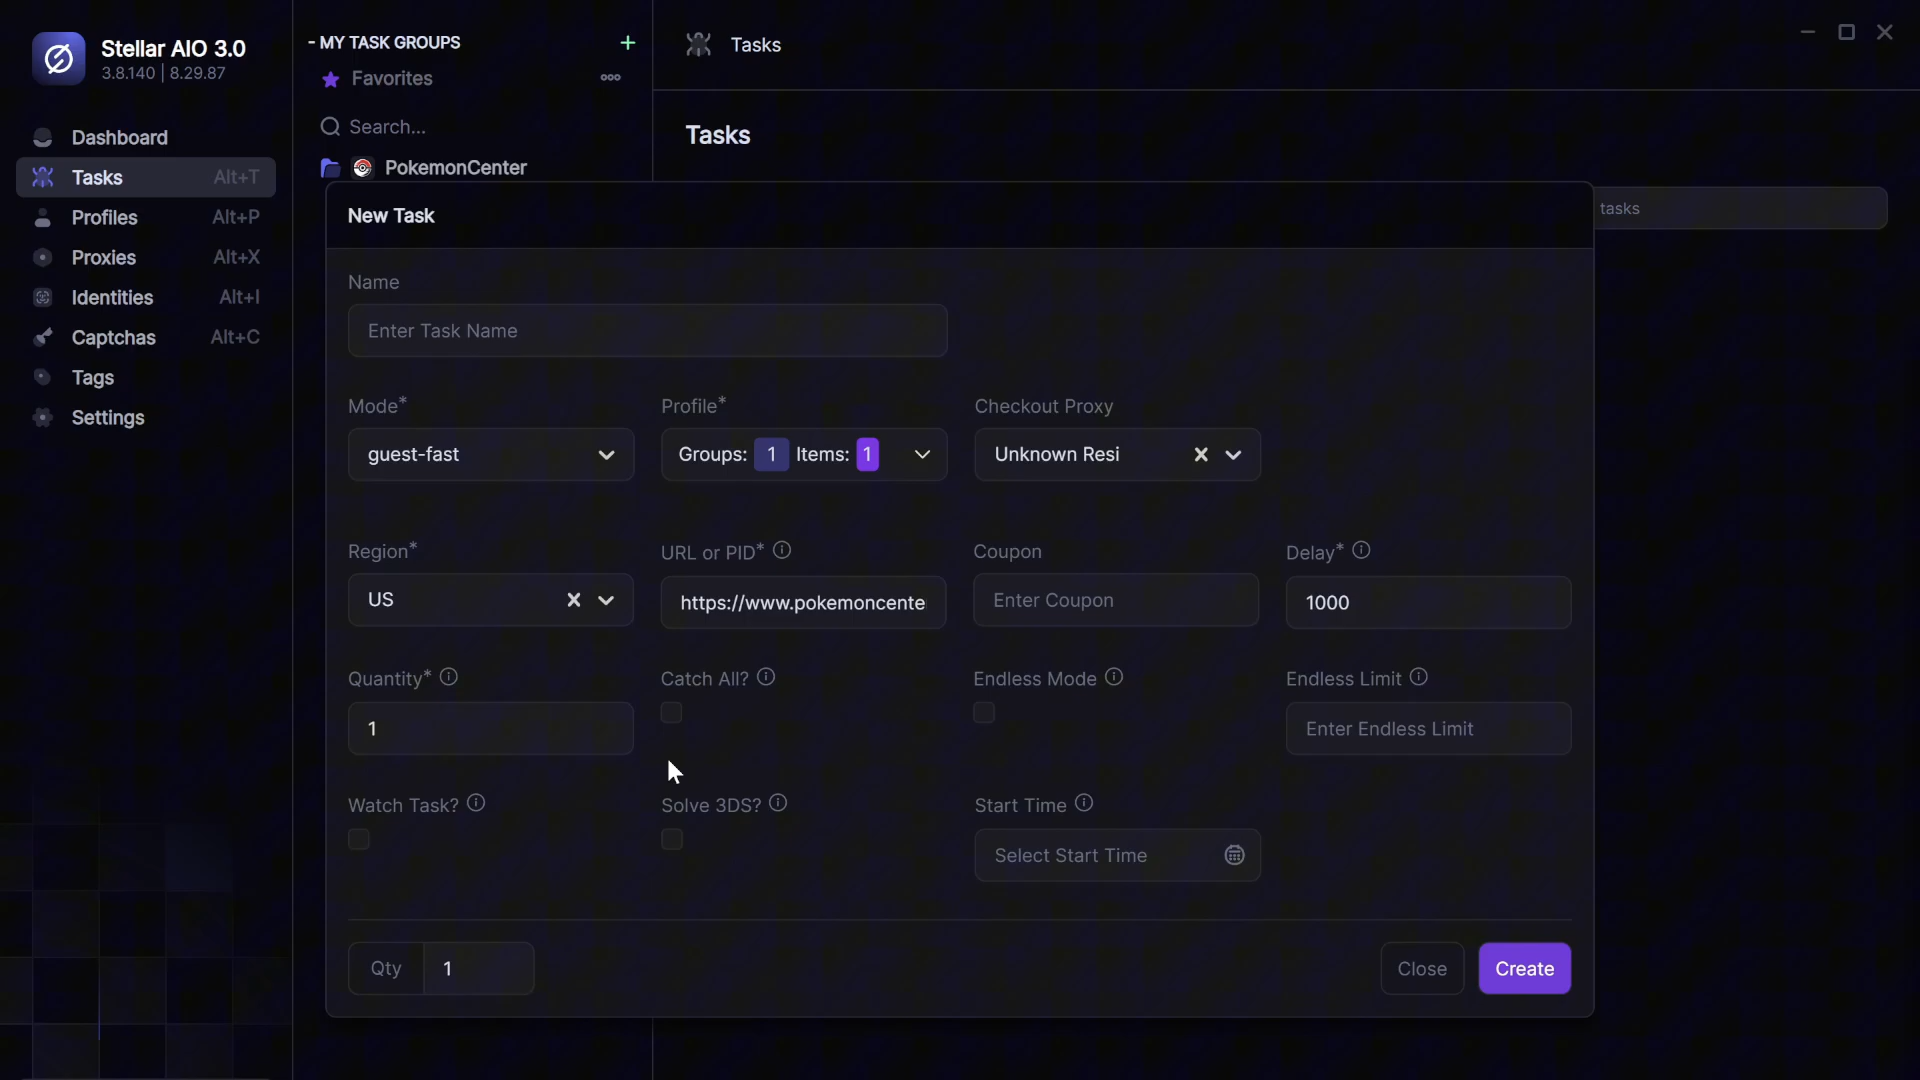 Stellar AIO 3.0
3.8.140 | 8.29.87
Dashboard
Tasks Alt+T
Profiles Alt+P
Proxies Alt+X
Identities Alt+I
Captchas Alt+C
Tags
Settings
- MY TASK GROUPS +
Favorites
Search...
PokemonCenter
Tasks
Tasks
tasks
New Task
Name
Enter Task Name
Mode* Profile* Checkout Proxy
guest-fast Groups: 1 Items: 1 Unknown Resi
Region* URL or PID* Coupon Delay*
US https://www.pokemoncente Enter Coupon 1000
Quantity* Catch All? Endless Mode Endless Limit
1 Enter Endless Limit
Watch Task? Solve 3DS? Start Time
Select Start Time
Qty 1 Close Create